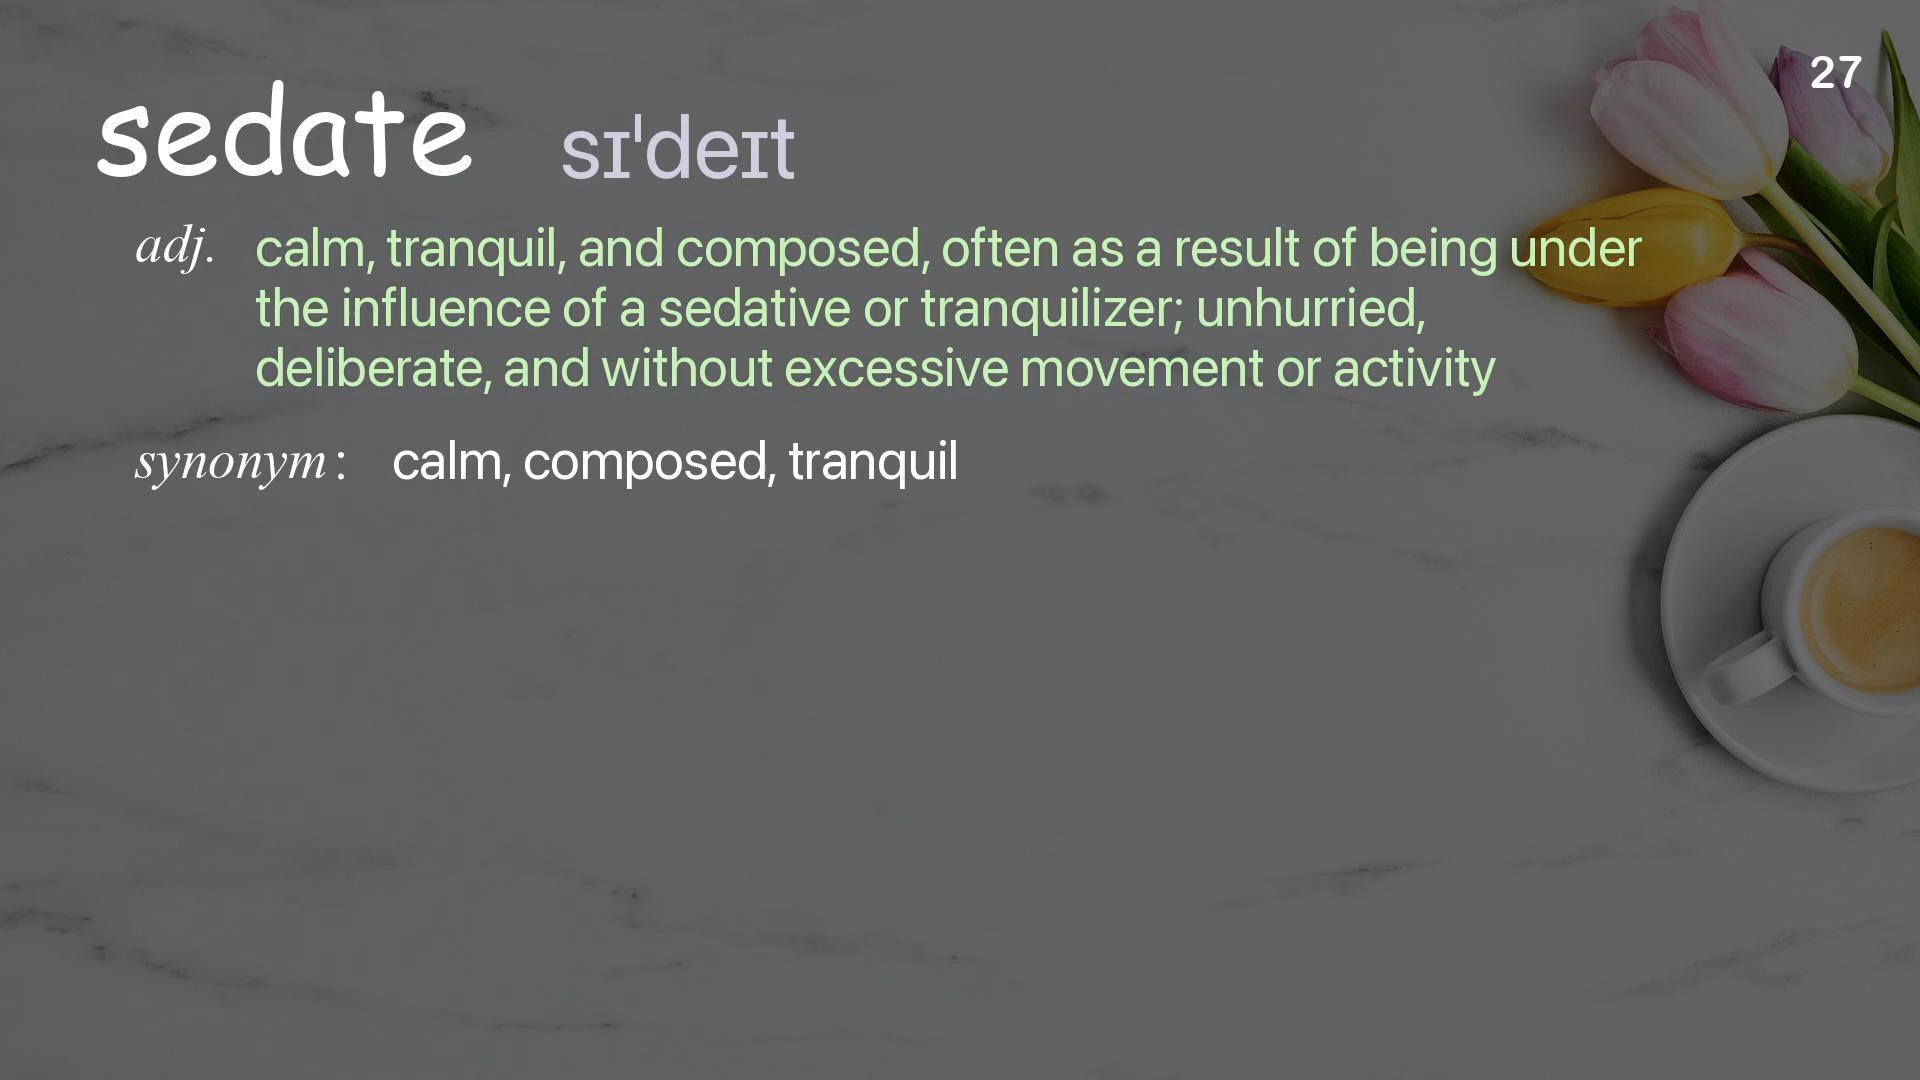 27
sedate sɪˈdeɪt
adj. calm, tranquil, and composed, often as a result of being under
the influence of a sedative or tranquilizer; unhurried,
deliberate, and without excessive movement or activity
synonym : calm, composed, tranquil